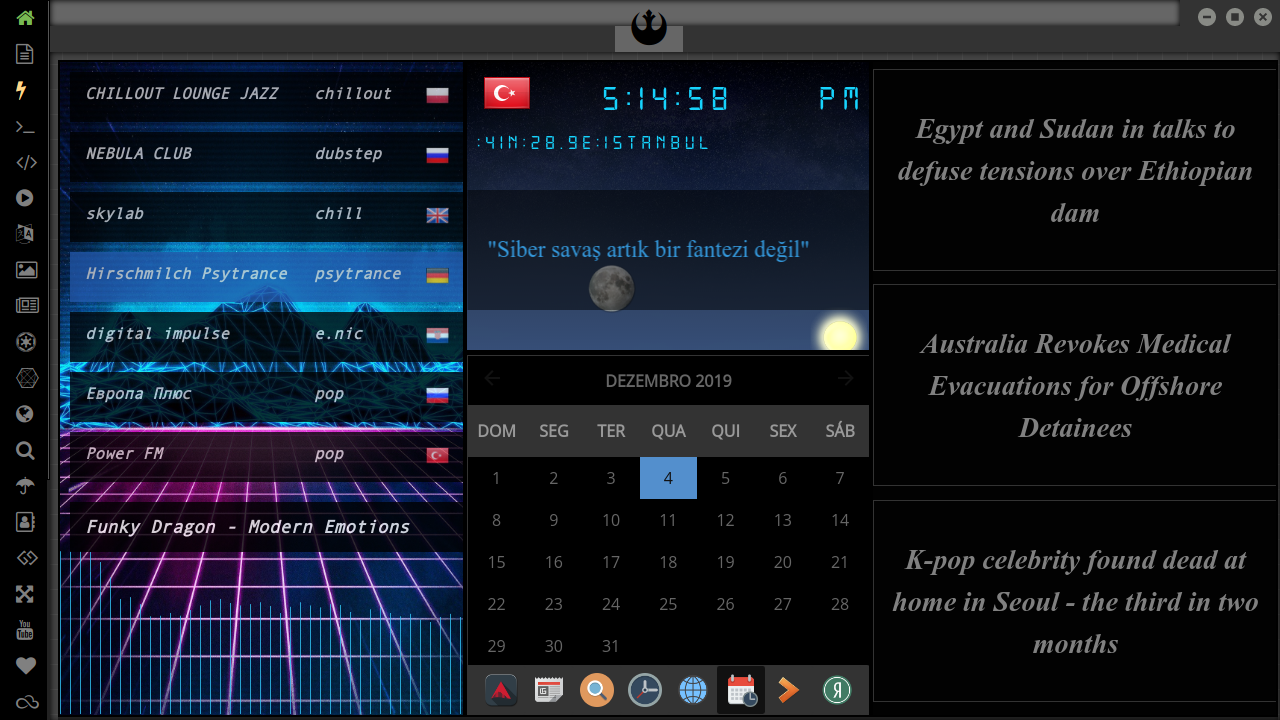 CHILLOUT LOUNGE JAZZ chillout
NEBULA CLUB dubstep
skylab chill
Hirschmilch Psytrance psytrance
digital impulse e.nic
Европа Плюс pop
Power FM pop
Funky Dragon - Modern Emotions
5:14:58 PM
:41N:28.9E:ISTANBUL
"Siber savaş artık bir fantezi değil"
DEZEMBRO 2019
DOM SEG TER QUA QUI SEX SÁB
1 2 3 4 5 6 7
8 9 10 11 12 13 14
15 16 17 18 19 20 21
22 23 24 25 26 27 28
29 30 31
Egypt and Sudan in talks to
defuse tensions over Ethiopian
dam
Australia Revokes Medical
Evacuations for Offshore
Detainees
K-pop celebrity found dead at
home in Seoul - the third in two
months
You
Tube
Я